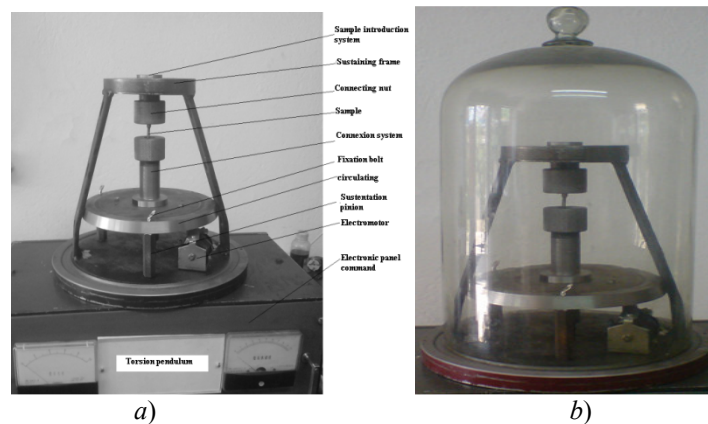 Sample introduction
system
Sustaining frame
Connecting nut
Sample
Connexion system
Fixation bolt
circulating
Sustentation
pinion
Electromotor
Electronic panel
command
Torsion pendulum
a)
b)